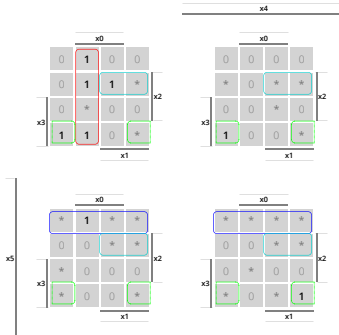 x4
x0 x0
0 1 0 0 0 0 0 0
0 1 1 * * 0 * *
x2 x2
0 * 0 0 0 0 * 0
x3 x3
1 1 0 * 1 0 0 *
x1 x1
x0 x0
* 1 * * * * * *
0 0 * * 0 0 * *
x5 x2 x2
* 0 0 0 0 * 0 0
x3 x3
* 0 0 * * 0 * 1
x1 x1